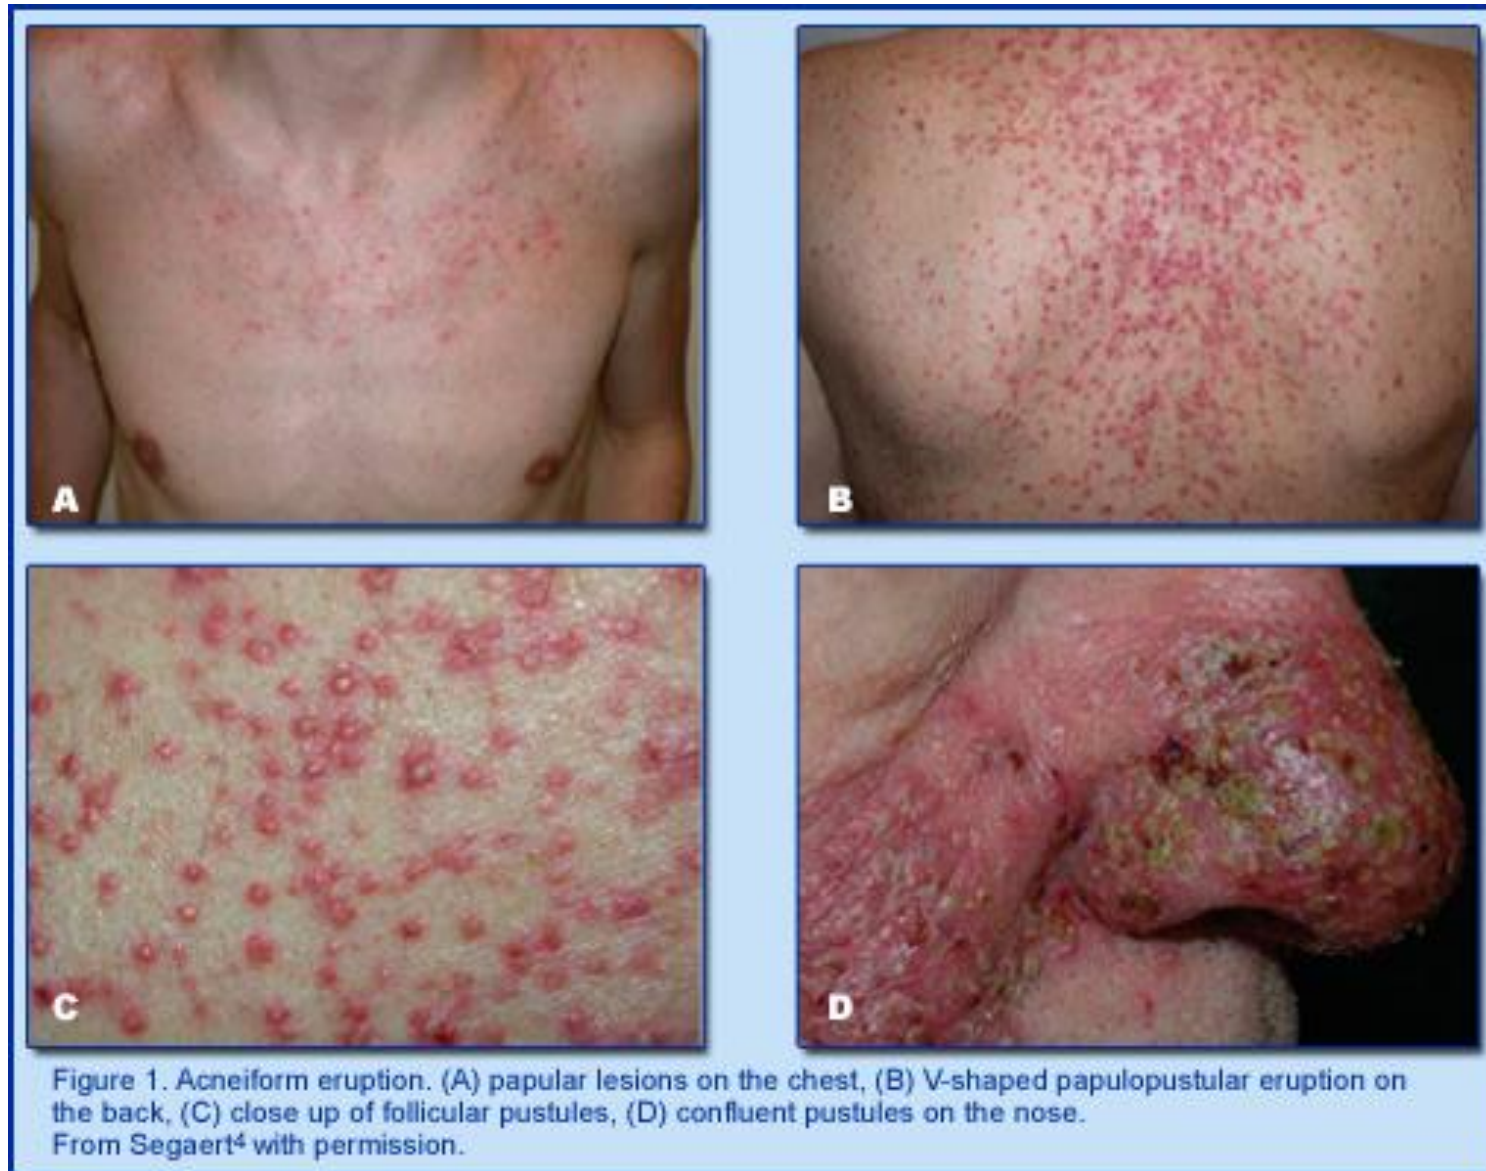 A
B
C
D
Figure 1. Acneiform eruption. (A) papular lesions on the chest, (B) V-shaped papulopustular eruption on
the back, (C) close up of follicular pustules, (D) confluent pustules on the nose.
From Segaert⁴ with permission.